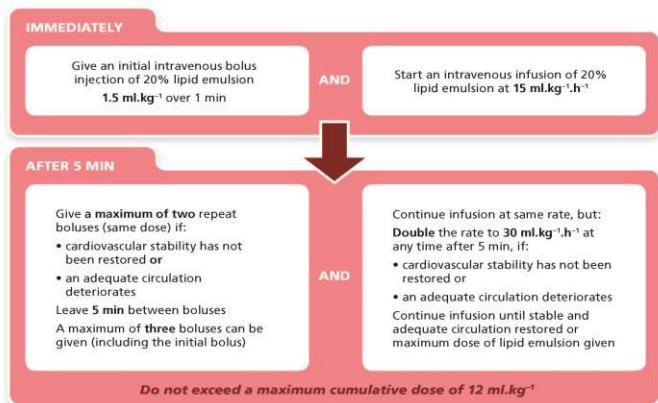 IMMEDIATELY
Give an initial intravenous bolus
injection of 20% lipid emulsion
1.5 ml.kg⁻¹ over 1 min
AND
Start an intravenous infusion of 20%
lipid emulsion at 15 ml.kg⁻¹.h⁻¹
AFTER 5 MIN
Give a maximum of two repeat
boluses (same dose) if:
• cardiovascular stability has not
been restored or
• an adequate circulation
deteriorates
Leave 5 min between boluses
A maximum of three boluses can be
given (including the initial bolus)
AND
Continue infusion at same rate, but:
Double the rate to 30 ml.kg⁻¹.h⁻¹ at
any time after 5 min, if:
• cardiovascular stability has not been
restored or
• an adequate circulation deteriorates
Continue infusion until stable and
adequate circulation restored or
maximum dose of lipid emulsion given
Do not exceed a maximum cumulative dose of 12 ml.kg⁻¹